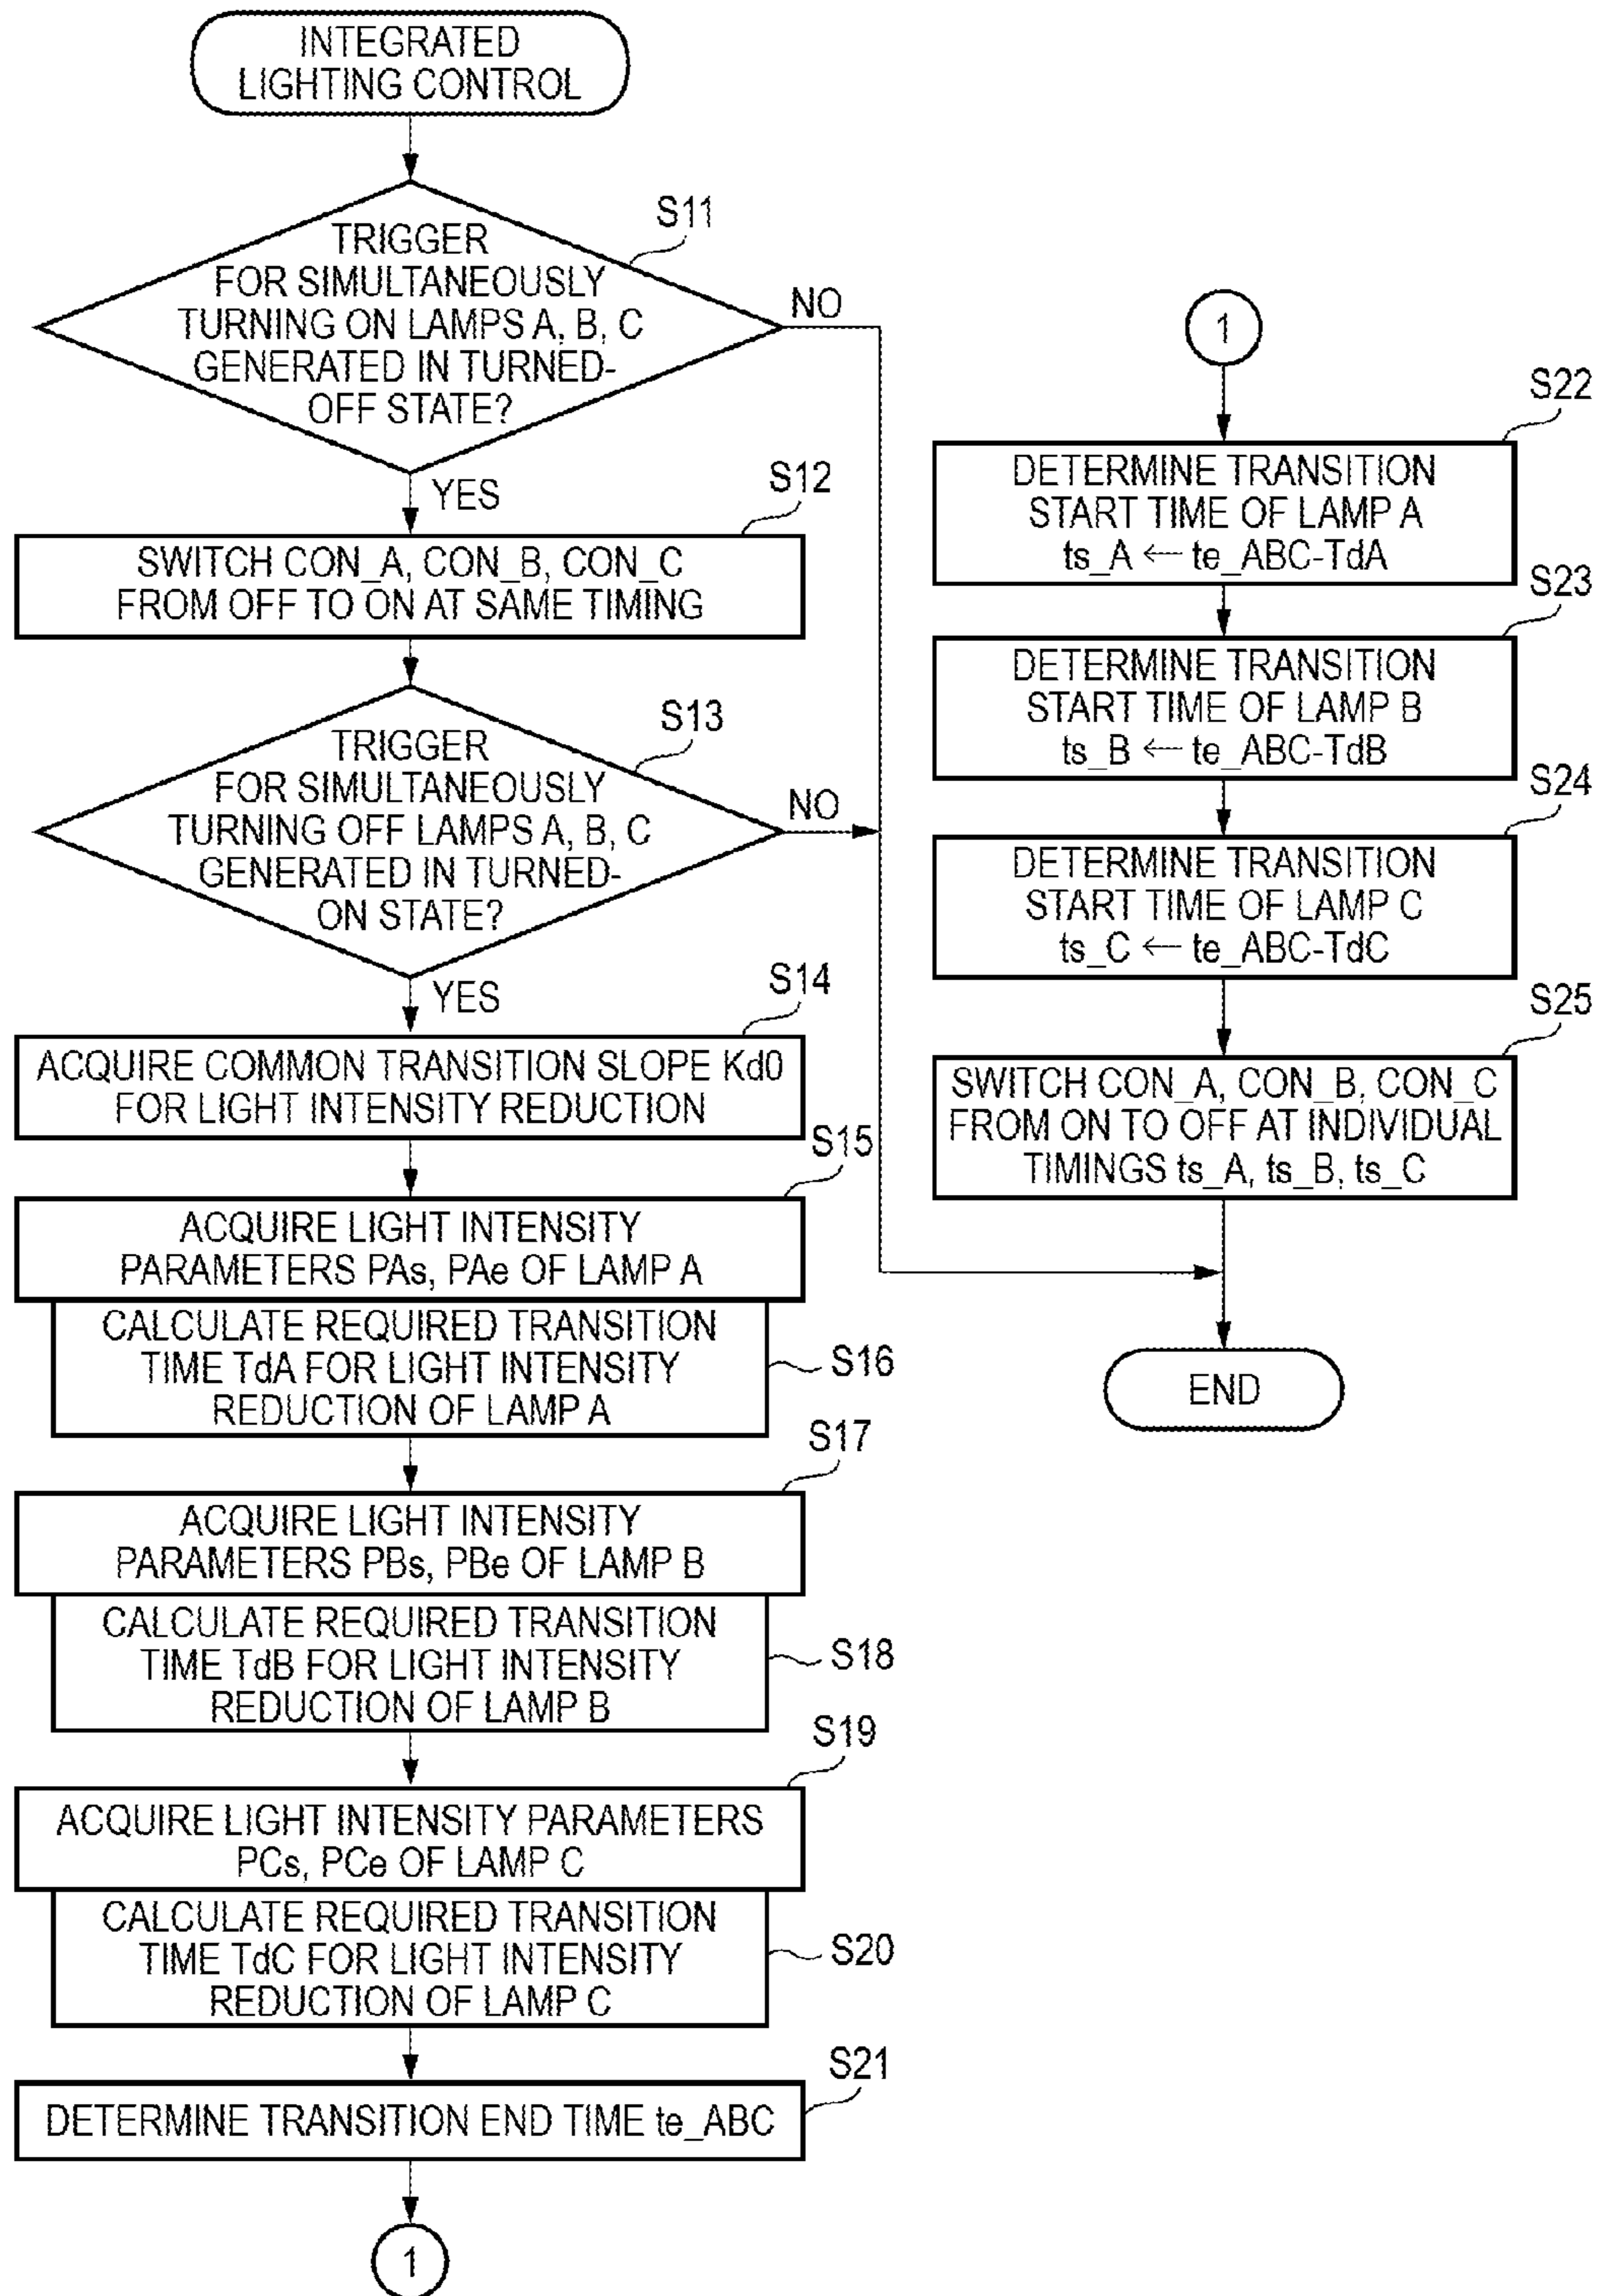 INTEGRATED
LIGHTING CONTROL
S11
TRIGGER
FOR SIMULTANEOUSLY
TURNING ON LAMPS A, B, C
GENERATED IN TURNED-
OFF STATE?
NO
YES
S12
SWITCH CON_A, CON_B, CON_C
FROM OFF TO ON AT SAME TIMING
S13
TRIGGER
FOR SIMULTANEOUSLY
TURNING OFF LAMPS A, B, C
GENERATED IN TURNED-
ON STATE?
NO
YES
S14
ACQUIRE COMMON TRANSITION SLOPE Kd0
FOR LIGHT INTENSITY REDUCTION
S15
ACQUIRE LIGHT INTENSITY
PARAMETERS PAs, PAe OF LAMP A
CALCULATE REQUIRED TRANSITION
TIME TdA FOR LIGHT INTENSITY
REDUCTION OF LAMP A
S16
S17
ACQUIRE LIGHT INTENSITY
PARAMETERS PBs, PBe OF LAMP B
CALCULATE REQUIRED TRANSITION
TIME TdB FOR LIGHT INTENSITY
REDUCTION OF LAMP B
S18
S19
ACQUIRE LIGHT INTENSITY PARAMETERS
PCs, PCe OF LAMP C
CALCULATE REQUIRED TRANSITION
TIME TdC FOR LIGHT INTENSITY
REDUCTION OF LAMP C
S20
S21
DETERMINE TRANSITION END TIME te_ABC
1
1
S22
DETERMINE TRANSITION
START TIME OF LAMP A
ts_A ← te_ABC-TdA
S23
DETERMINE TRANSITION
START TIME OF LAMP B
ts_B ← te_ABC-TdB
S24
DETERMINE TRANSITION
START TIME OF LAMP C
ts_C ← te_ABC-TdC
S25
SWITCH CON_A, CON_B, CON_C
FROM ON TO OFF AT INDIVIDUAL
TIMINGS ts_A, ts_B, ts_C
END